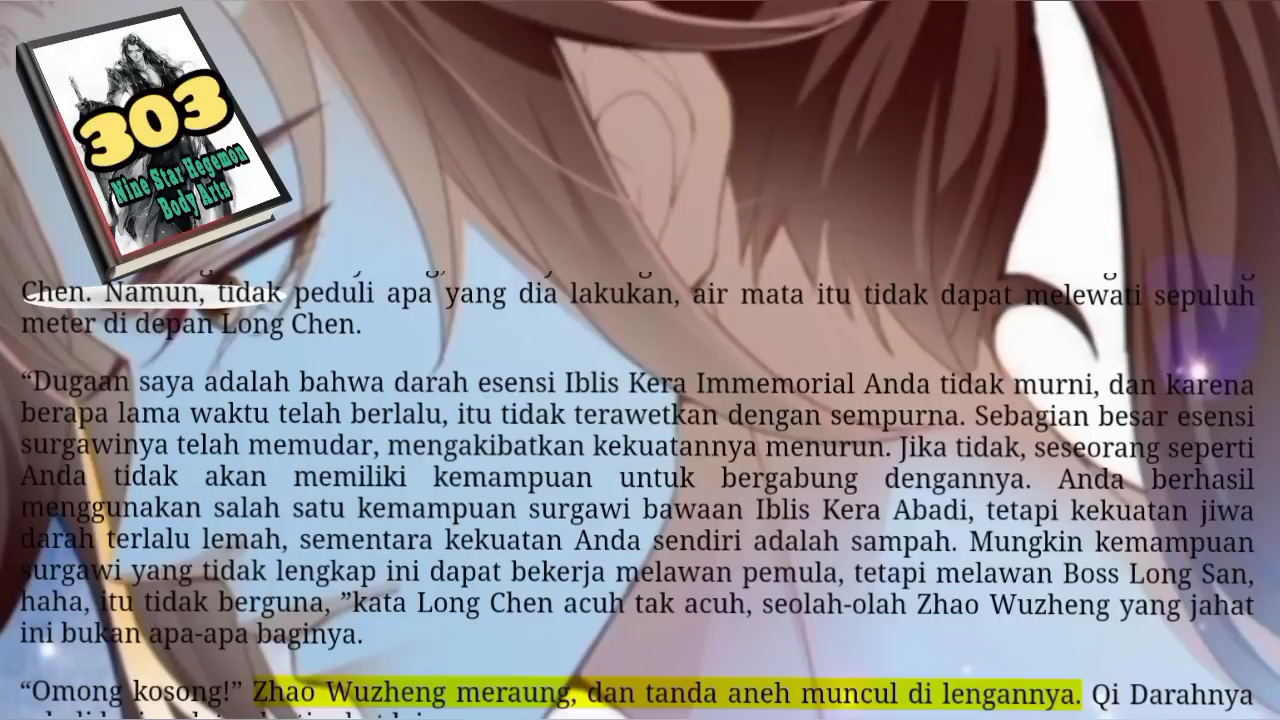 303
Nine Star Hegemon
Body Arts
Chen. Namun, tidak peduli apa yang dia lakukan, air mata itu tidak dapat melewati sepuluh
meter di depan Long Chen.
“Dugaan saya adalah bahwa darah esensi Iblis Kera Immemorial Anda tidak murni, dan karena
berapa lama waktu telah berlalu, itu tidak terawetkan dengan sempurna. Sebagian besar esensi
surgawinya telah memudar, mengakibatkan kekuatannya menurun. Jika tidak, seseorang seperti
Anda tidak akan memiliki kemampuan untuk bergabung dengannya. Anda berhasil
menggunakan salah satu kemampuan surgawi bawaan Iblis Kera Abadi, tetapi kekuatan jiwa
darah terlalu lemah, sementara kekuatan Anda sendiri adalah sampah. Mungkin kemampuan
surgawi yang tidak lengkap ini dapat bekerja melawan pemula, tetapi melawan Boss Long San,
haha, itu tidak berguna, ”kata Long Chen acuh tak acuh, seolah-olah Zhao Wuzheng yang jahat
ini bukan apa-apa baginya.
“Omong kosong!” Zhao Wuzheng meraung, dan tanda aneh muncul di lengannya. Qi Darahnya